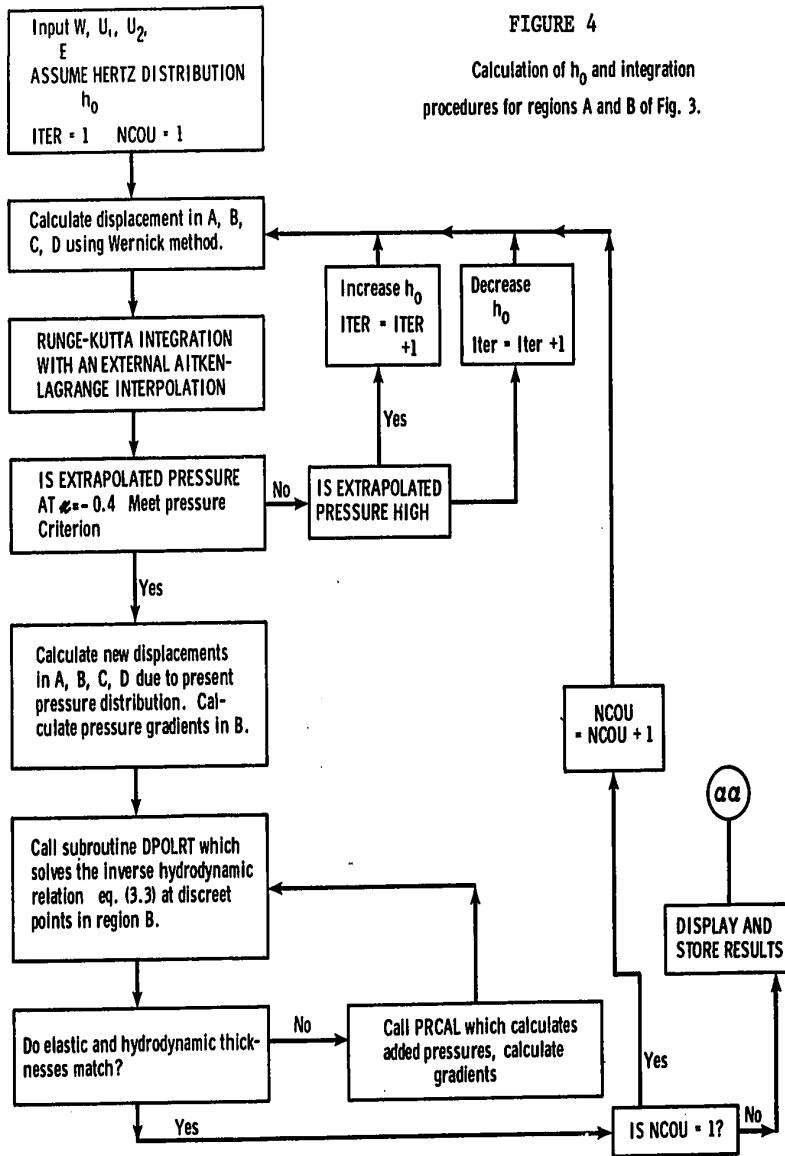 FIGURE 4
Calculation of h₀ and integration
procedures for regions A and B of Fig. 3.
Input W, U₁, U₂,
E
ASSUME HERTZ DISTRIBUTION
h₀
ITER = 1 NCOU = 1
Calculate displacement in A, B,
C, D using Wernick method.
Increase h₀
ITER = ITER
+1
Decrease
h₀
Iter = Iter +1
RUNGE-KUTTA INTEGRATION
WITH AN EXTERNAL AITKEN-
LAGRANGE INTERPOLATION
Yes
IS EXTRAPOLATED PRESSURE
AT x = - 0.4 Meet pressure
Criterion
No
IS EXTRAPOLATED
PRESSURE HIGH
Yes
Calculate new displacements
in A, B, C, D due to present
pressure distribution. Cal-
culate pressure gradients in B.
NCOU
= NCOU + 1
αα
Call subroutine DPOLRT which
solves the inverse hydrodynamic
relation eq. (3.3) at discreet
points in region B.
DISPLAY AND
STORE RESULTS
Do elastic and hydrodynamic thick-
nesses match?
No
Call PRCAL which calculates
added pressures, calculate
gradients
Yes
Yes
IS NCOU = 1?
No